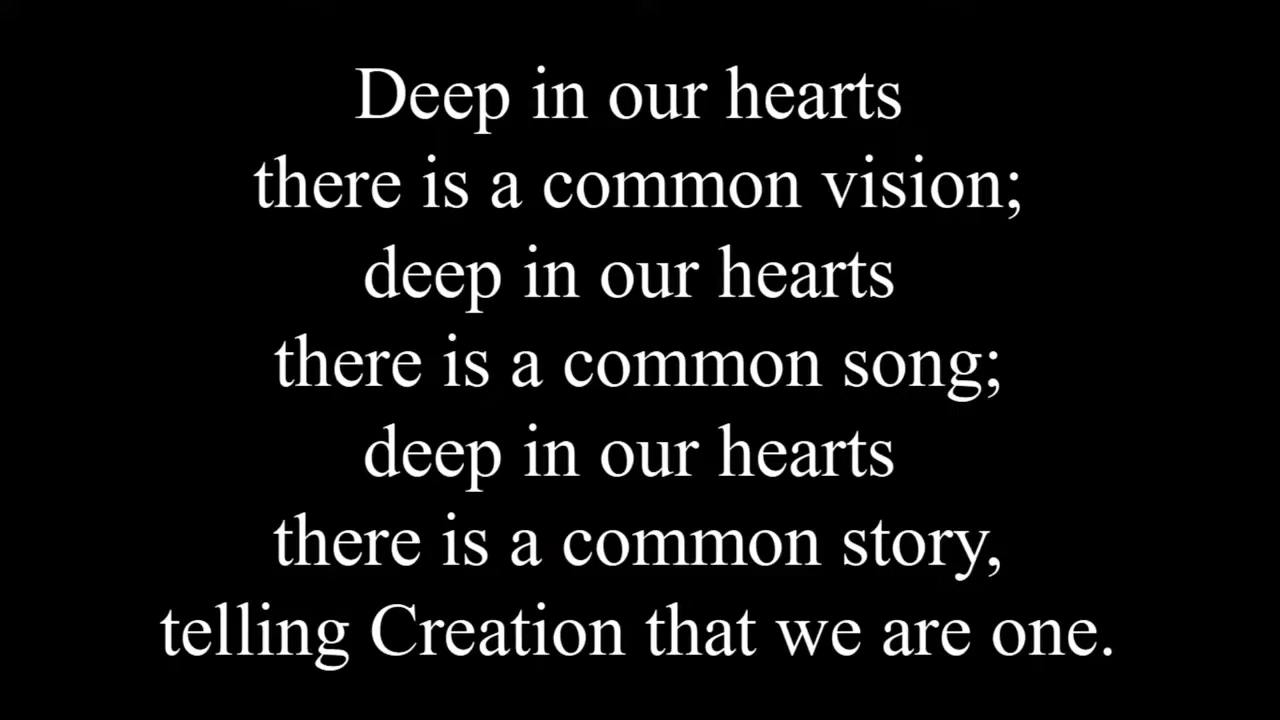 Deep in our hearts
there is a common vision;
deep in our hearts
there is a common song;
deep in our hearts
there is a common story,
telling Creation that we are one.